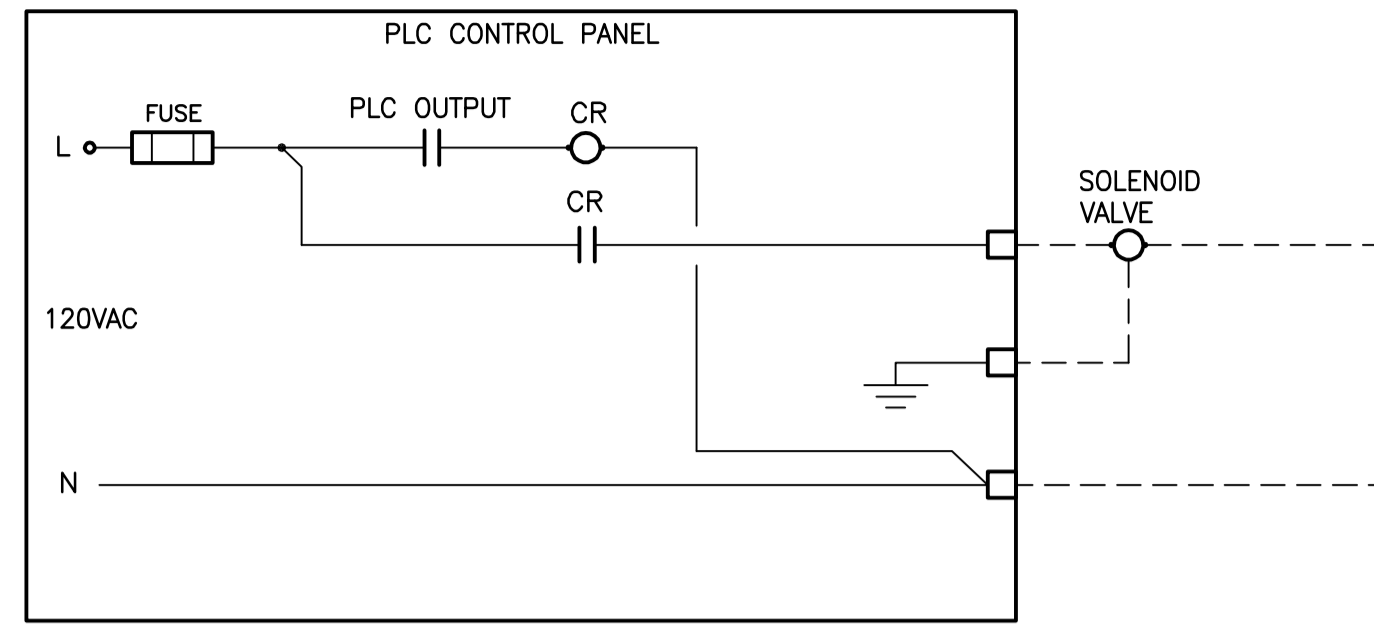 PLC CONTROL PANEL
FUSE
PLC OUTPUT
CR
L
CR
SOLENOID
VALVE
120VAC
N